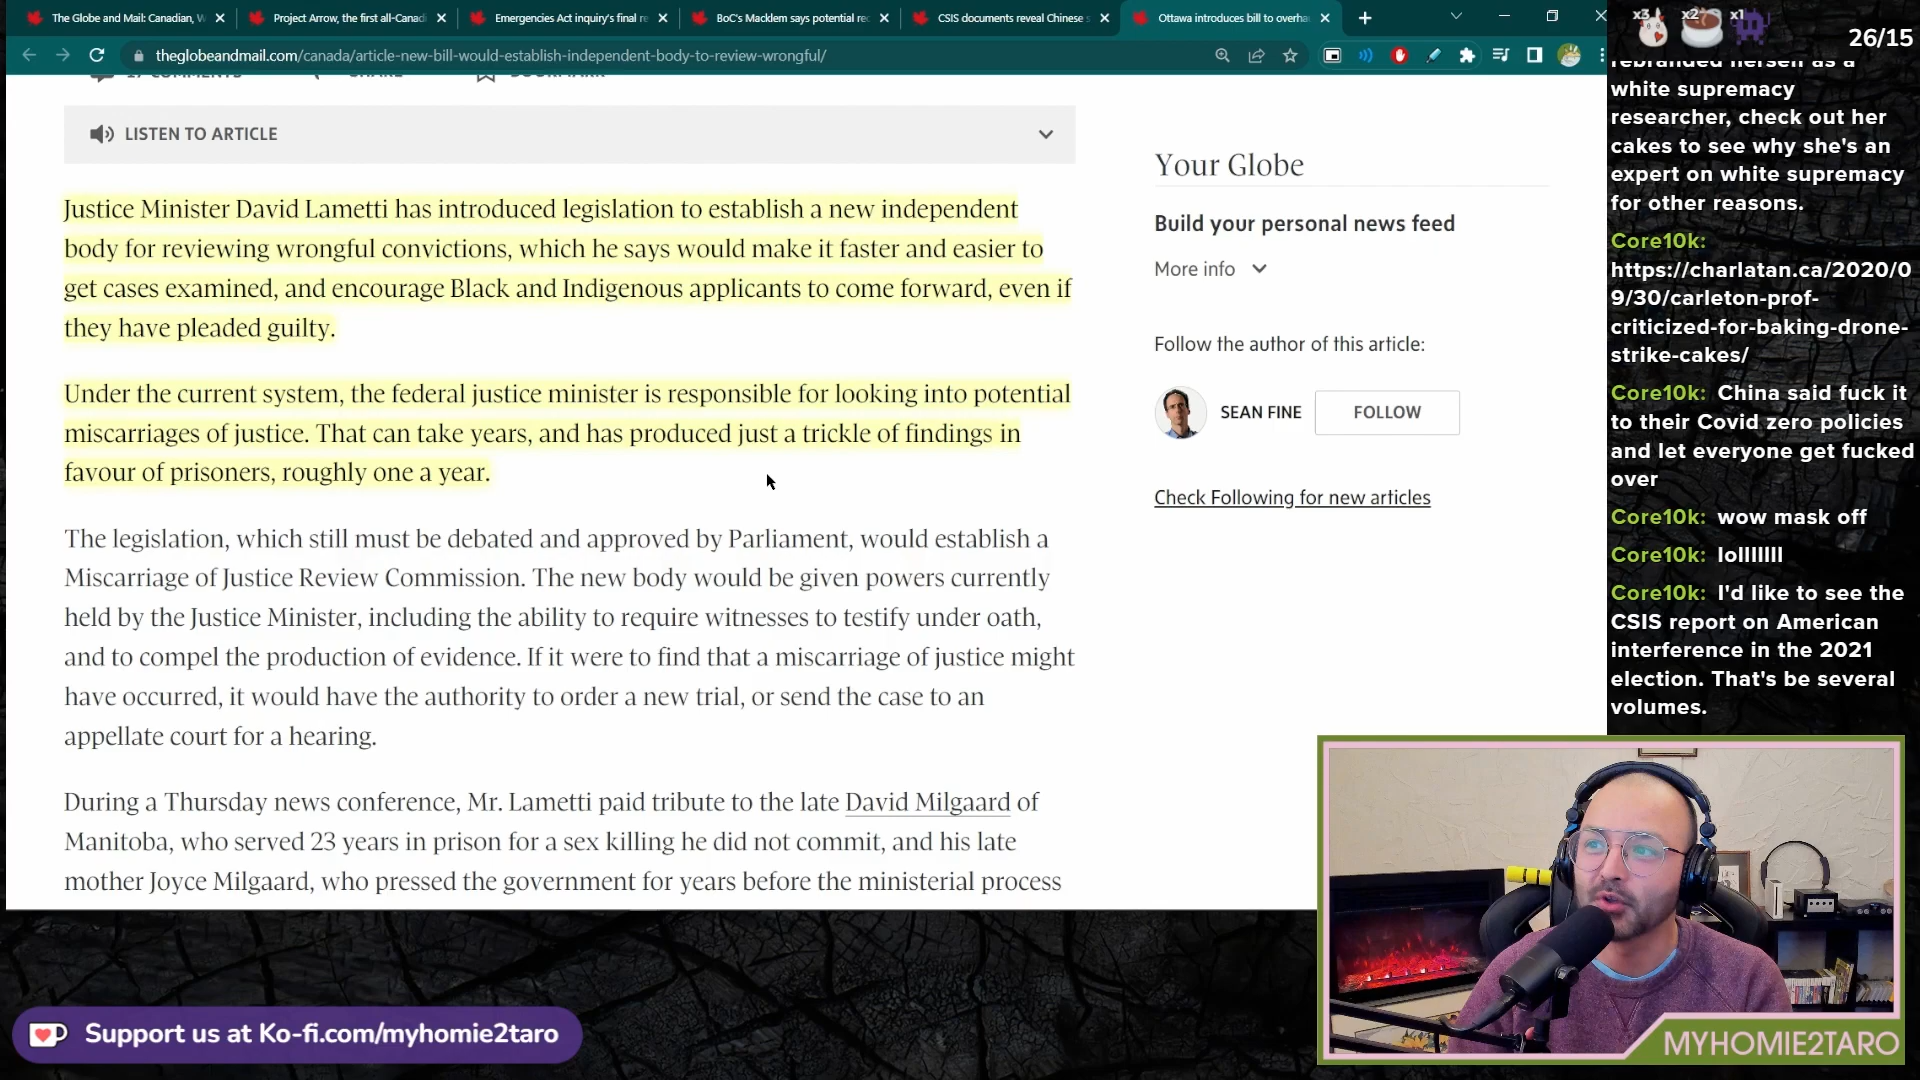 The Globe and Mail: Canadian, W
Project Arrow, the first all-Canadi
Emergencies Act inquiry's final re
BoC's Macklem says potential rec
CSIS documents reveal Chinese s
Ottawa introduces bill to overha
theglobeandmail.com/canada/article-new-bill-would-establish-independent-body-to-review-wrongful/
LISTEN TO ARTICLE
Justice Minister David Lametti has introduced legislation to establish a new independent
body for reviewing wrongful convictions, which he says would make it faster and easier to
get cases examined, and encourage Black and Indigenous applicants to come forward, even if
they have pleaded guilty.
Under the current system, the federal justice minister is responsible for looking into potential
miscarriages of justice. That can take years, and has produced just a trickle of findings in
favour of prisoners, roughly one a year.
The legislation, which still must be debated and approved by Parliament, would establish a
Miscarriage of Justice Review Commission. The new body would be given powers currently
held by the Justice Minister, including the ability to require witnesses to testify under oath,
and to compel the production of evidence. If it were to find that a miscarriage of justice might
have occurred, it would have the authority to order a new trial, or send the case to an
appellate court for a hearing.
During a Thursday news conference, Mr. Lametti paid tribute to the late David Milgaard of
Manitoba, who served 23 years in prison for a sex killing he did not commit, and his late
mother Joyce Milgaard, who pressed the government for years before the ministerial process
Your Globe
Build your personal news feed
More info
Follow the author of this article:
SEAN FINE
FOLLOW
Check Following for new articles
x3 x2 x1
26/15
rebranded herself as a
white supremacy
researcher, check out her
cakes to see why she's an
expert on white supremacy
for other reasons.
Core10k:
https://charlatan.ca/2020/0
9/30/carleton-prof-
criticized-for-baking-drone-
strike-cakes/
Core10k: China said fuck it
to their Covid zero policies
and let everyone get fucked
over
Core10k: wow mask off
Core10k: lolllllll
Core10k: I'd like to see the
CSIS report on American
interference in the 2021
election. That's be several
volumes.
Support us at Ko-fi.com/myhomie2taro
MYHOMIE2TARO